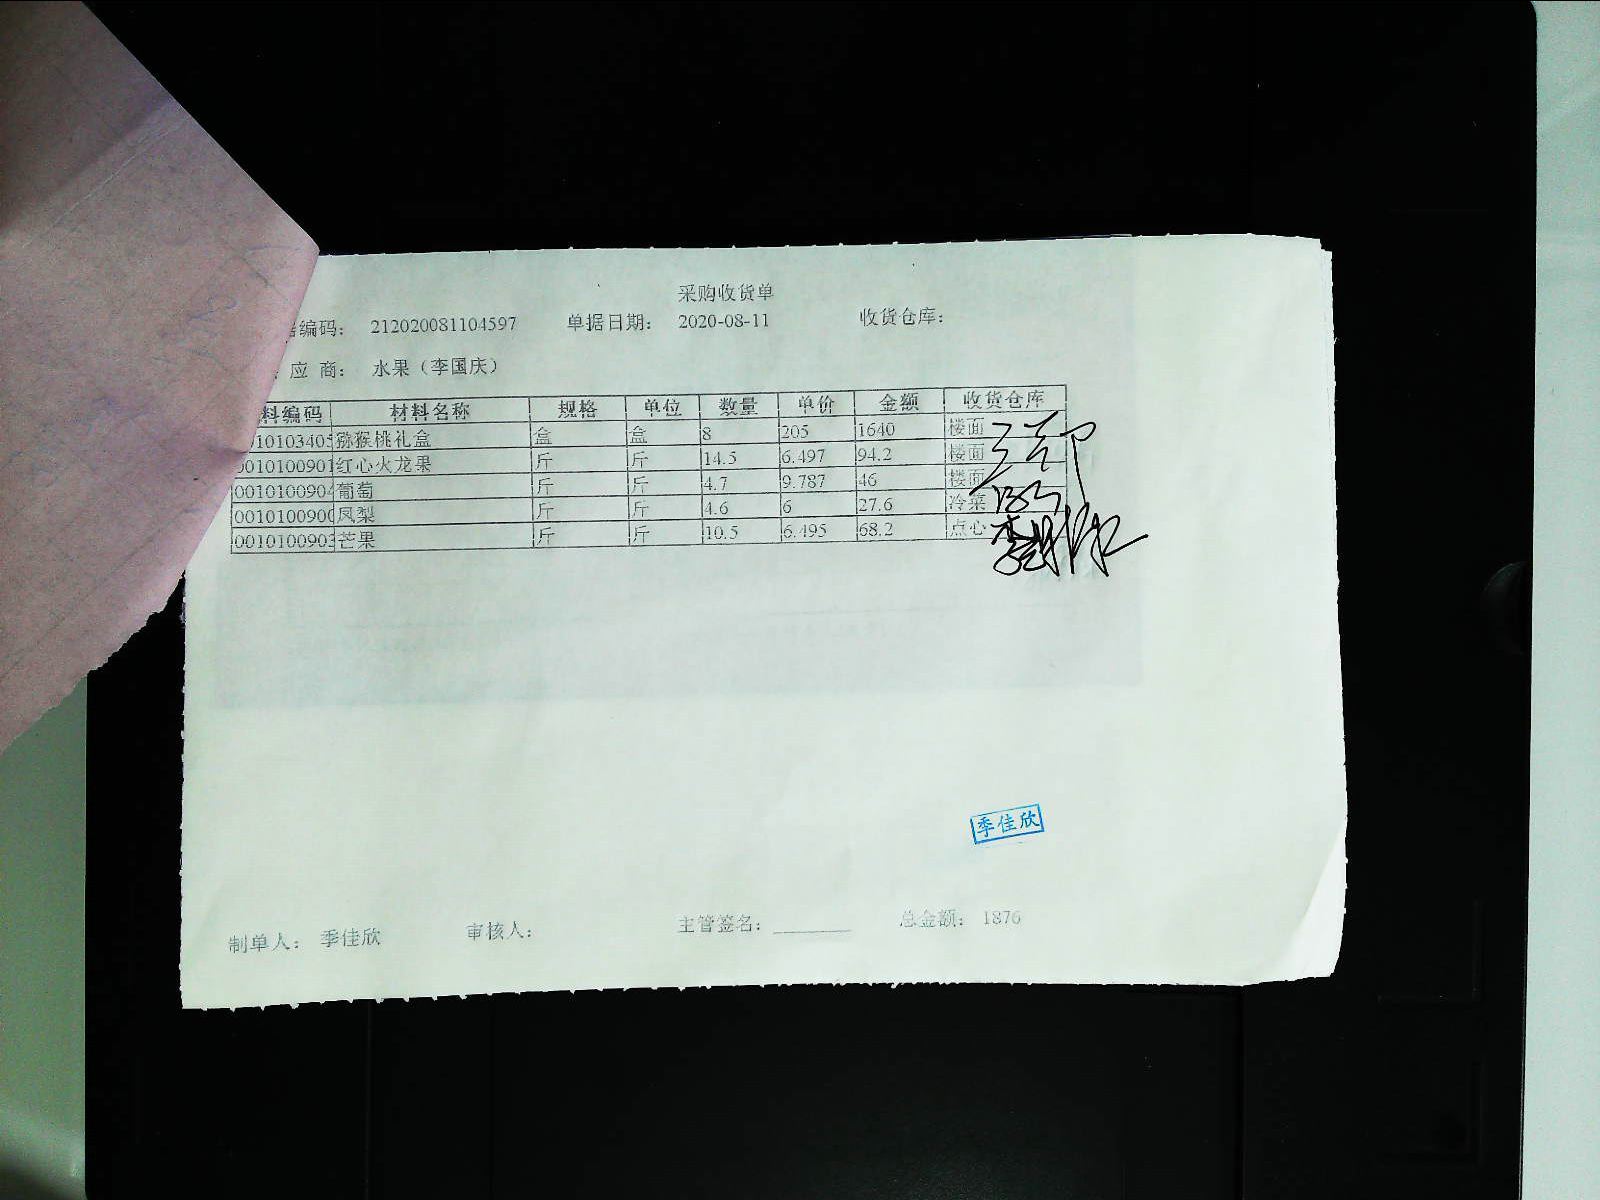 采购收货单
编码: 212020081104597 单据日期: 2020-08-11 收货仓库:
应 商: 水果（李国庆）
料编码 材料名称 规格 单位 数量 单价 金额 收货仓库
010103405 猕猴桃礼盒 盒 盒 8 205 1640 楼面
0010100901 红心火龙果 斤 斤 14.5 6.497 94.2 楼面
0010100904 葡萄 斤 斤 4.7 9.787 46 楼面
0010100900 凤梨 斤 斤 4.6 6 27.6 冷菜
0010100903 芒果 斤 斤 10.5 6.495 68.2 点心
季佳欣
制单人: 季佳欣 审核人: 主管签名: 总金额: 1876